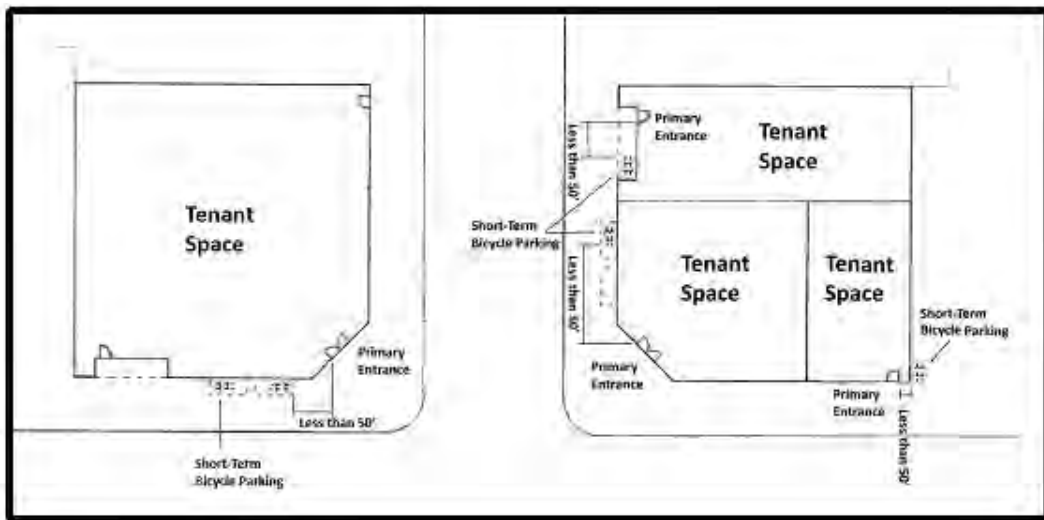 Tenant
Space
Primary
Entrance
Less than 50'
Short-Term
Bicycle Parking
Primary
Entrance
Tenant
Space
Less than 50'
Short-Term
Bicycle Parking
Less than 50'
Tenant
Space
Tenant
Space
Short-Term
Bicycle Parking
Primary
Entrance
Primary
Entrance
Less than 50'